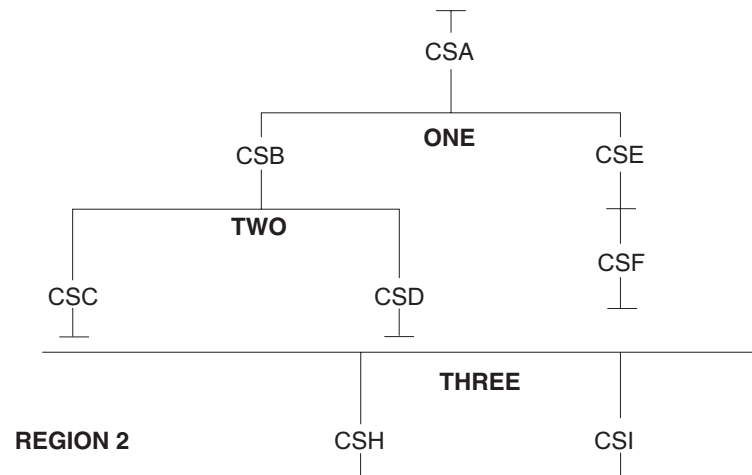 CSA
ONE
CSB
CSE
TWO
CSF
CSC
CSD
THREE
REGION 2
CSH
CSI